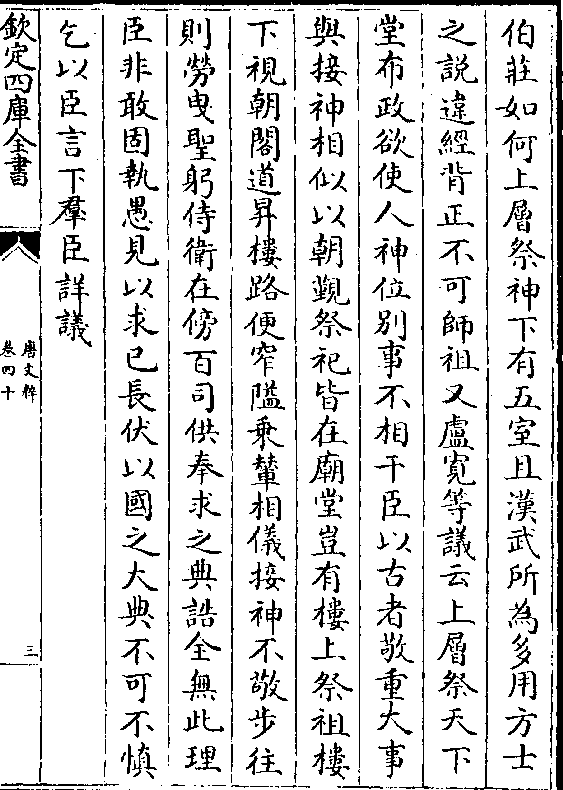 伯莊如何上層祭神下有五室且漢武所為多用方士
之説違經背正不可師祖又盧寛等議云上層祭天下
堂布政欲使人神位别事不相干臣以古者敬重大事
與接神相似以朝覲祭祀皆在廟堂豈有樓上祭祖樓
下視朝閣道昇樓路便窄隘乘輦相儀接神不敬步往
則勞曳聖躬侍衛在傍百司供奉求之典誥全無此理
臣非敢固執愚見以求已長伏以國之大典不可不慎
乞以臣言下羣臣詳議
欽定四庫全書
唐文粹
卷四十
三